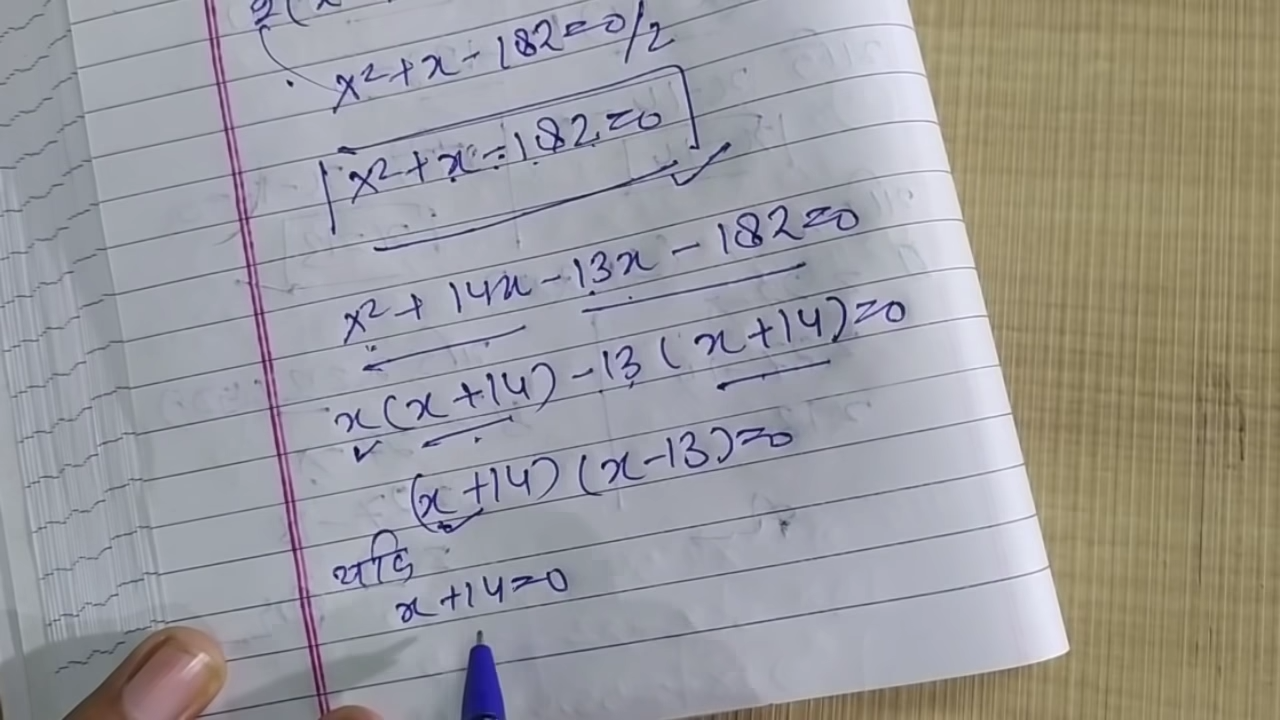 2(x
x²+x-182=0/2
x²+x-182=0
x²+14x-13x-182=0
x(x+14)-13(x+14)=0
(x+14)(x-13)=0
यदि
x+14=0